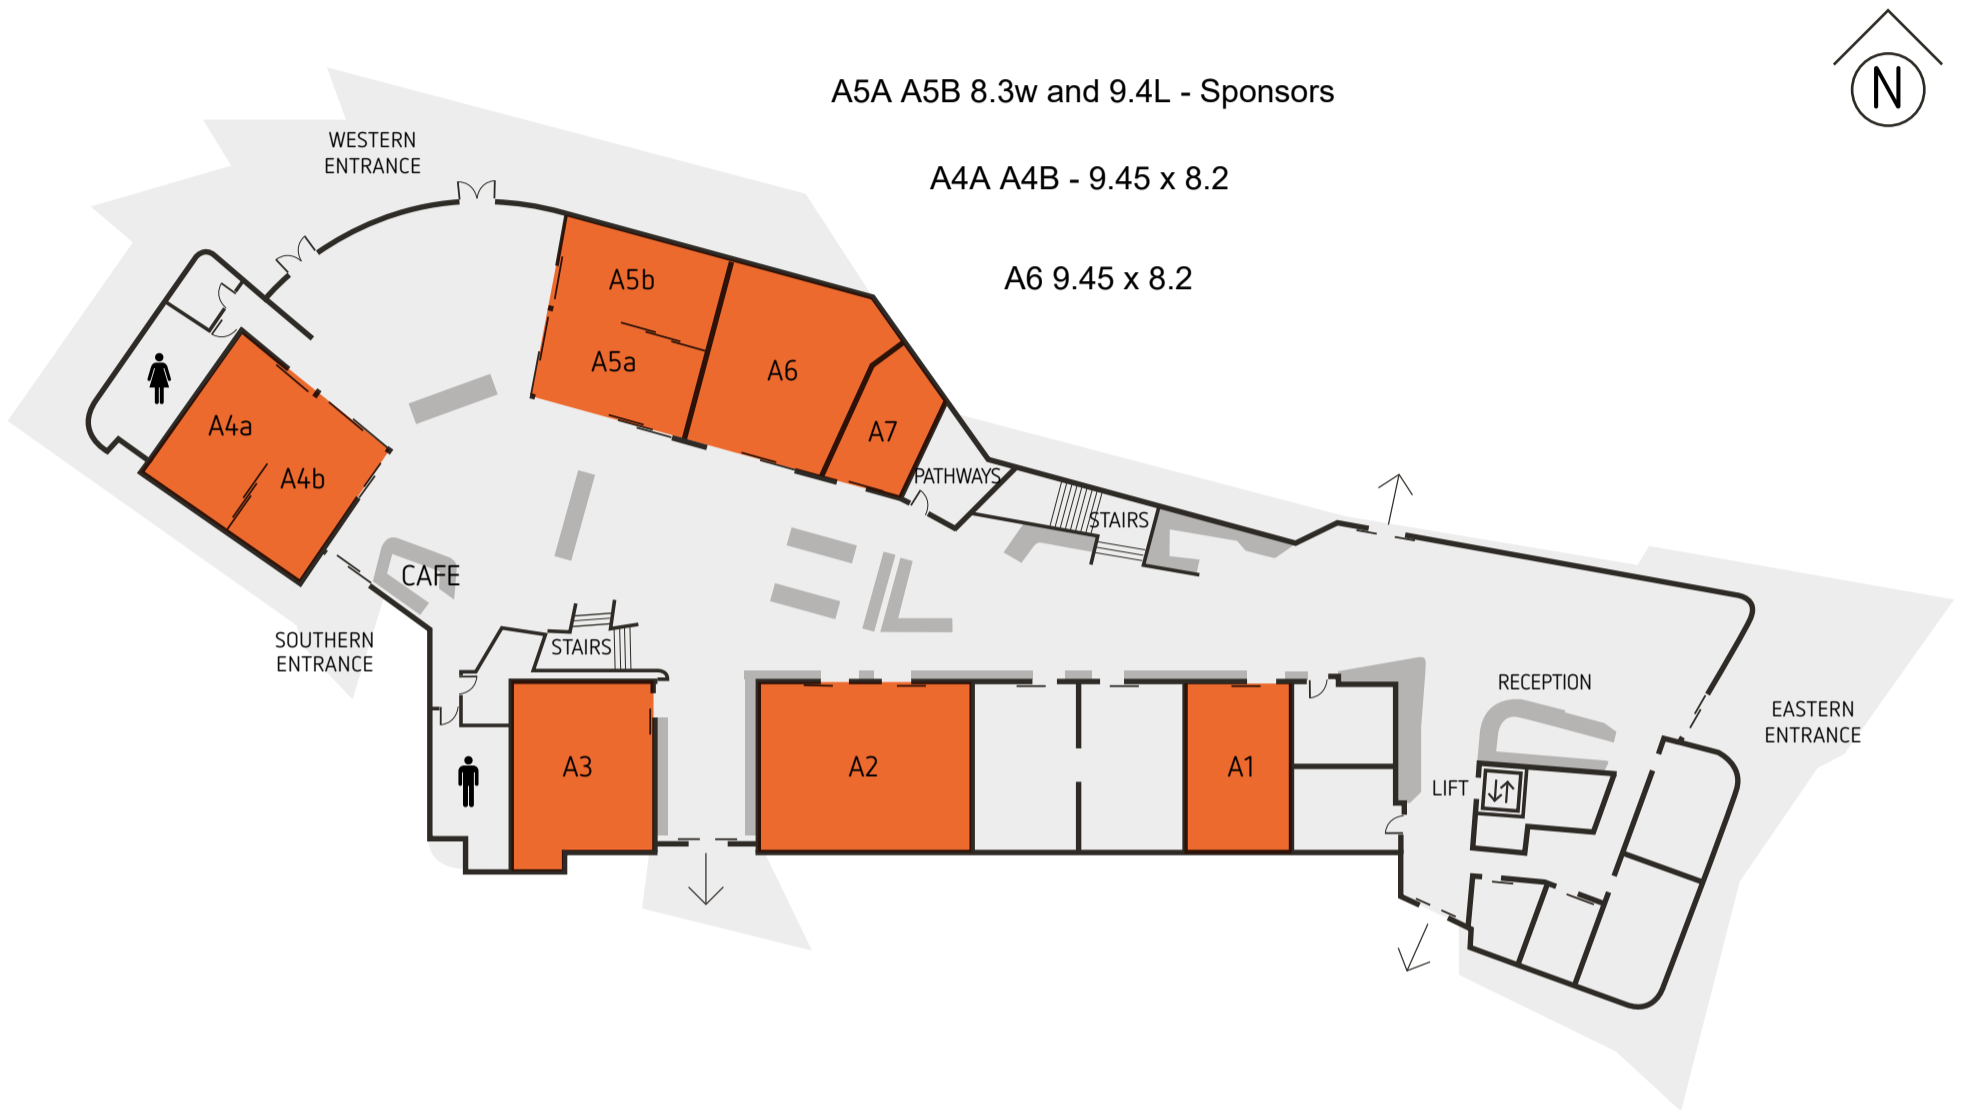 A5A A5B 8.3w and 9.4L - Sponsors
N
WESTERN
ENTRANCE
A4A A4B - 9.45 x 8.2
A6 9.45 x 8.2
A5b
A5a
A6
A7
A4a
A4b
PATHWAYS
STAIRS
CAFE
SOUTHERN
ENTRANCE
STAIRS
RECEPTION
EASTERN
ENTRANCE
A3
A2
A1
LIFT